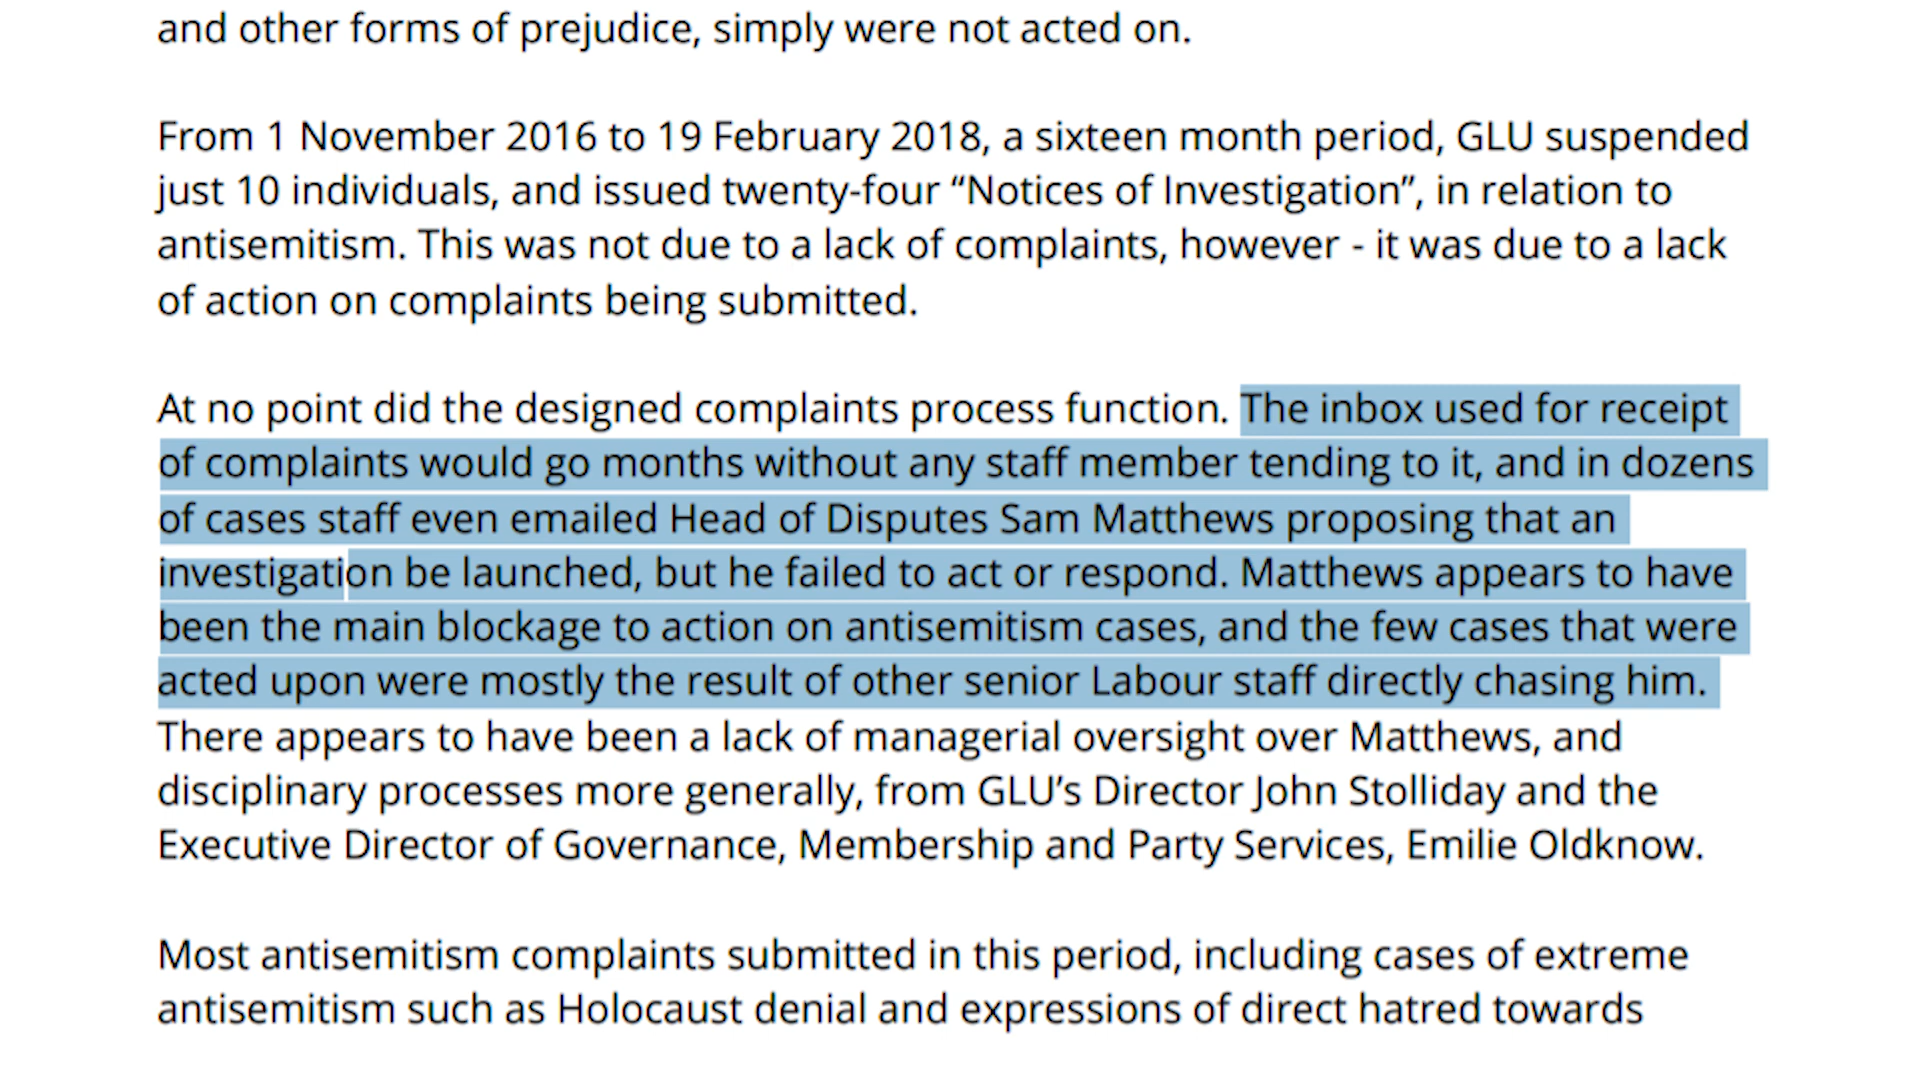 and other forms of prejudice, simply were not acted on.
From 1 November 2016 to 19 February 2018, a sixteen month period, GLU suspended
just 10 individuals, and issued twenty-four “Notices of Investigation”, in relation to
antisemitism. This was not due to a lack of complaints, however - it was due to a lack
of action on complaints being submitted.
At no point did the designed complaints process function. The inbox used for receipt
of complaints would go months without any staff member tending to it, and in dozens
of cases staff even emailed Head of Disputes Sam Matthews proposing that an
investigation be launched, but he failed to act or respond. Matthews appears to have
been the main blockage to action on antisemitism cases, and the few cases that were
acted upon were mostly the result of other senior Labour staff directly chasing him.
There appears to have been a lack of managerial oversight over Matthews, and
disciplinary processes more generally, from GLU’s Director John Stolliday and the
Executive Director of Governance, Membership and Party Services, Emilie Oldknow.
Most antisemitism complaints submitted in this period, including cases of extreme
antisemitism such as Holocaust denial and expressions of direct hatred towards